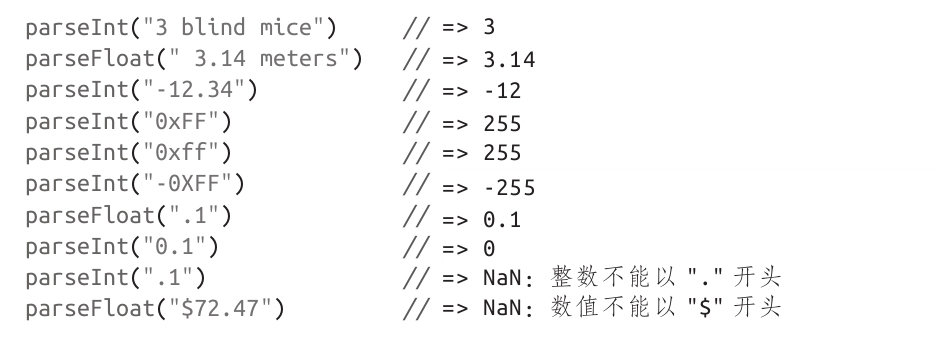 parseInt("3 blind mice") // => 3
parseFloat(" 3.14 meters") // => 3.14
parseInt("-12.34") // => -12
parseInt("0xFF") // => 255
parseInt("0xff") // => 255
parseInt("-0XFF") // => -255
parseFloat(".1") // => 0.1
parseInt("0.1") // => 0
parseInt(".1") // => NaN: 整数不能以 "." 开头
parseFloat("$72.47") // => NaN: 数值不能以 "$" 开头